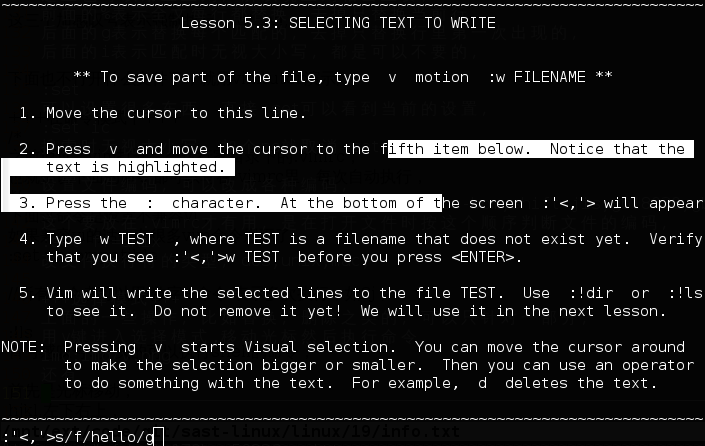 ~~~~~~~~~~~~~~~~~~~~~~~~~~~~~~~~~~~~~~~~~~~~~~~~~~~~~~~~~~~~~~~~~~~~~~~~~~~~~~
Lesson 5.3: SELECTING TEXT TO WRITE
** To save part of the file, type  v  motion  :w FILENAME **
1. Move the cursor to this line.
2. Press  v  and move the cursor to the fifth item below.  Notice that the
text is highlighted.
3. Press the  :  character.  At the bottom of the screen  :'<,'> will appear
4. Type  w TEST  , where TEST is a filename that does not exist yet.  Verify
that you see  :'<,'>w TEST  before you press <ENTER>.
5. Vim will write the selected lines to the file TEST.  Use  :!dir  or  :!ls
to see it.  Do not remove it yet!  We will use it in the next lesson.
NOTE:  Pressing  v  starts Visual selection.  You can move the cursor around
to make the selection bigger or smaller.  Then you can use an operator
to do something with the text.  For example,  d  deletes the text.
~~~~~~~~~~~~~~~~~~~~~~~~~~~~~~~~~~~~~~~~~~~~~~~~~~~~~~~~~~~~~~~~~~~~~~~~~~~~~~
:'<,'>s/f/hello/g